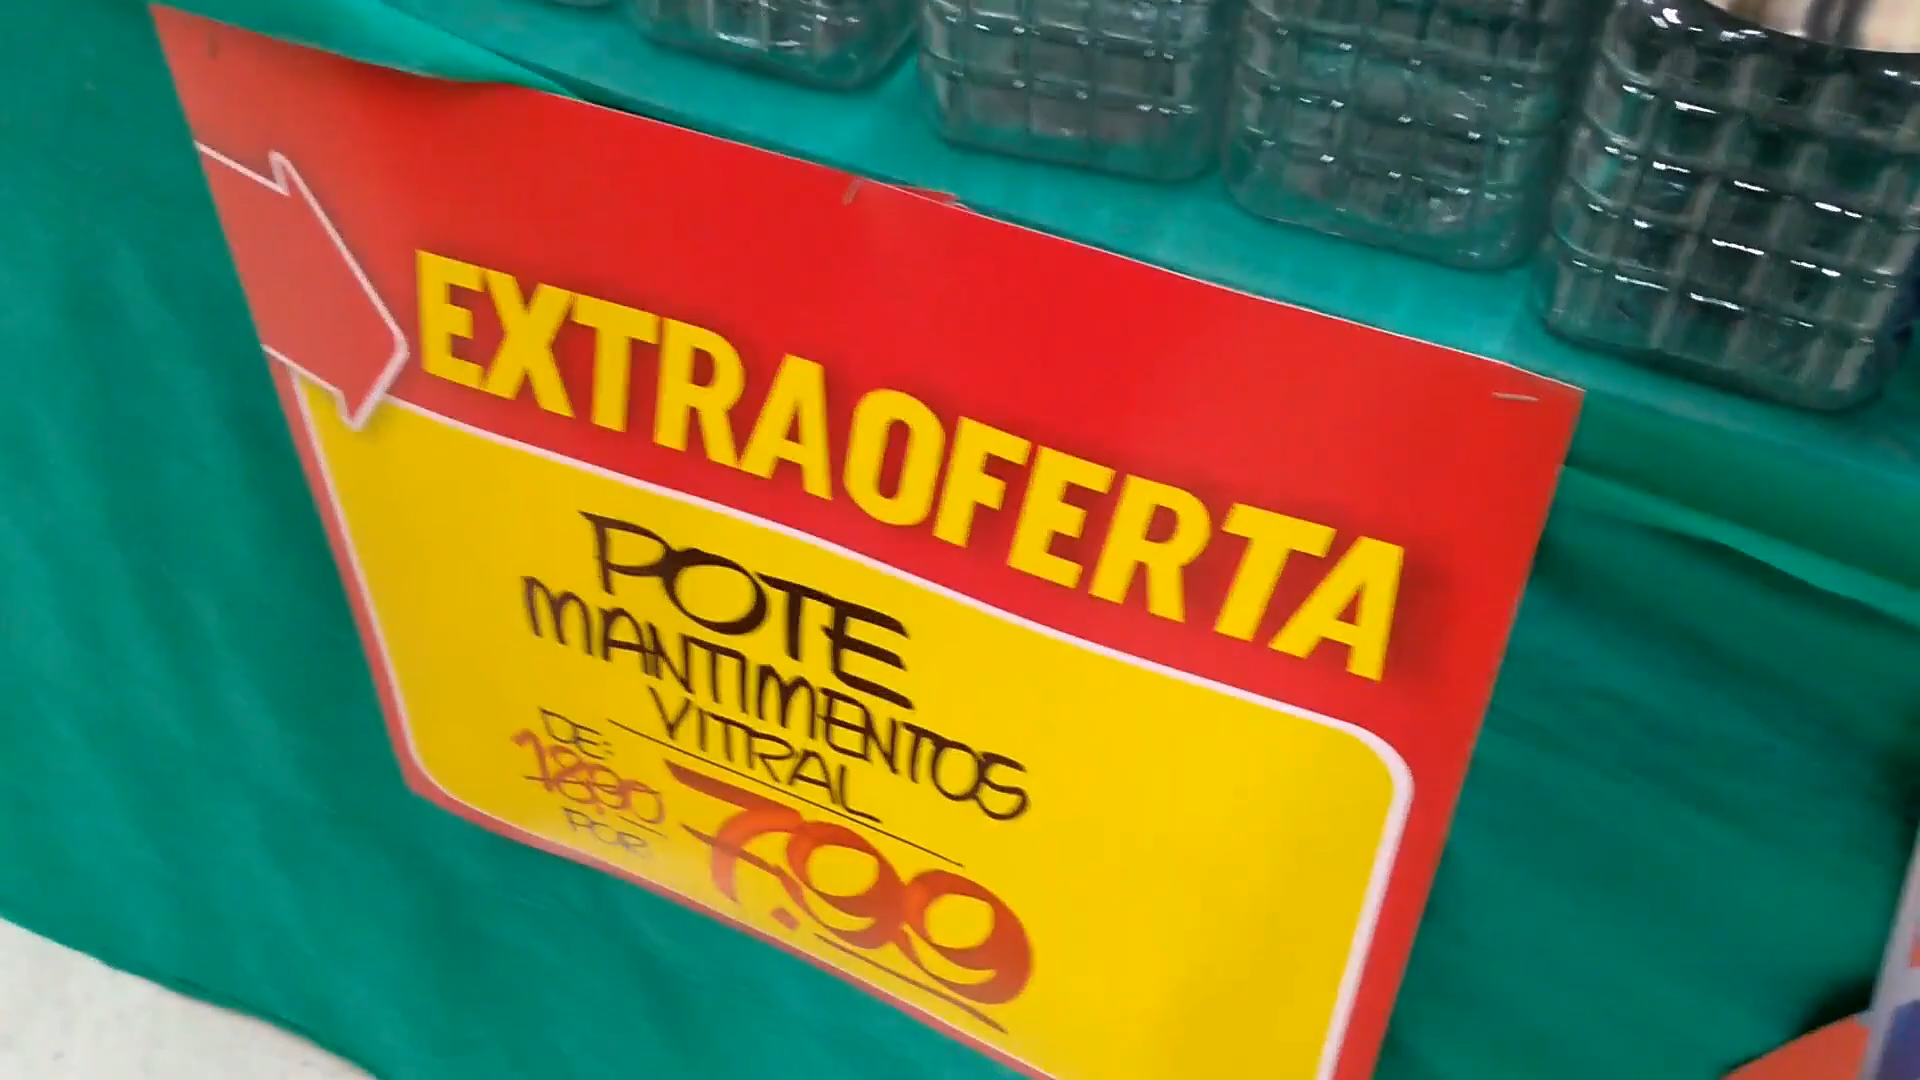 EXTRAOFERTA
POTE
MANTIMENTOS
VITRAL
DE:
18,90
POR
7,99